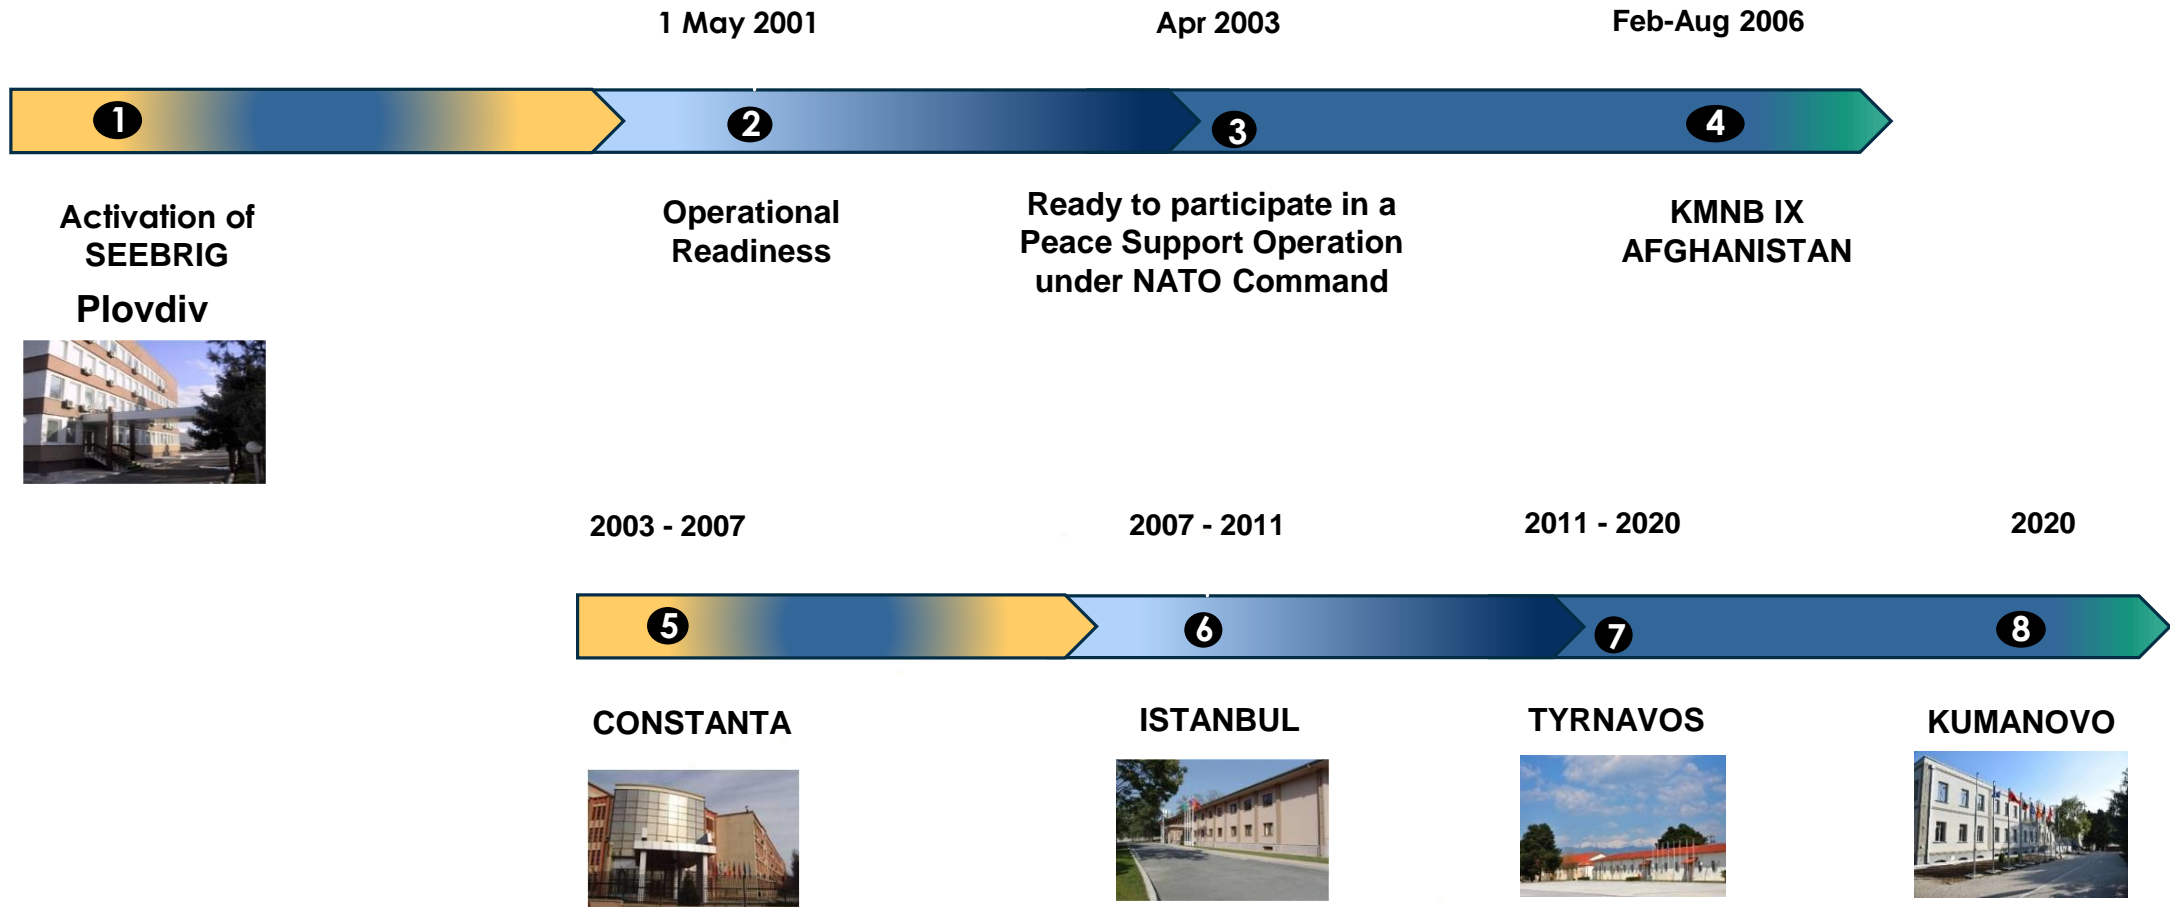 1 May 2001
Apr 2003
Feb-Aug 2006
1
2
3
4
Activation of
SEEBRIG
Plovdiv
Operational
Readiness
Ready to participate in a
Peace Support Operation
under NATO Command
KMNB IX
AFGHANISTAN
2003 - 2007
2007 - 2011
2011 - 2020
2020
5
6
7
8
CONSTANTA
ISTANBUL
TYRNAVOS
KUMANOVO